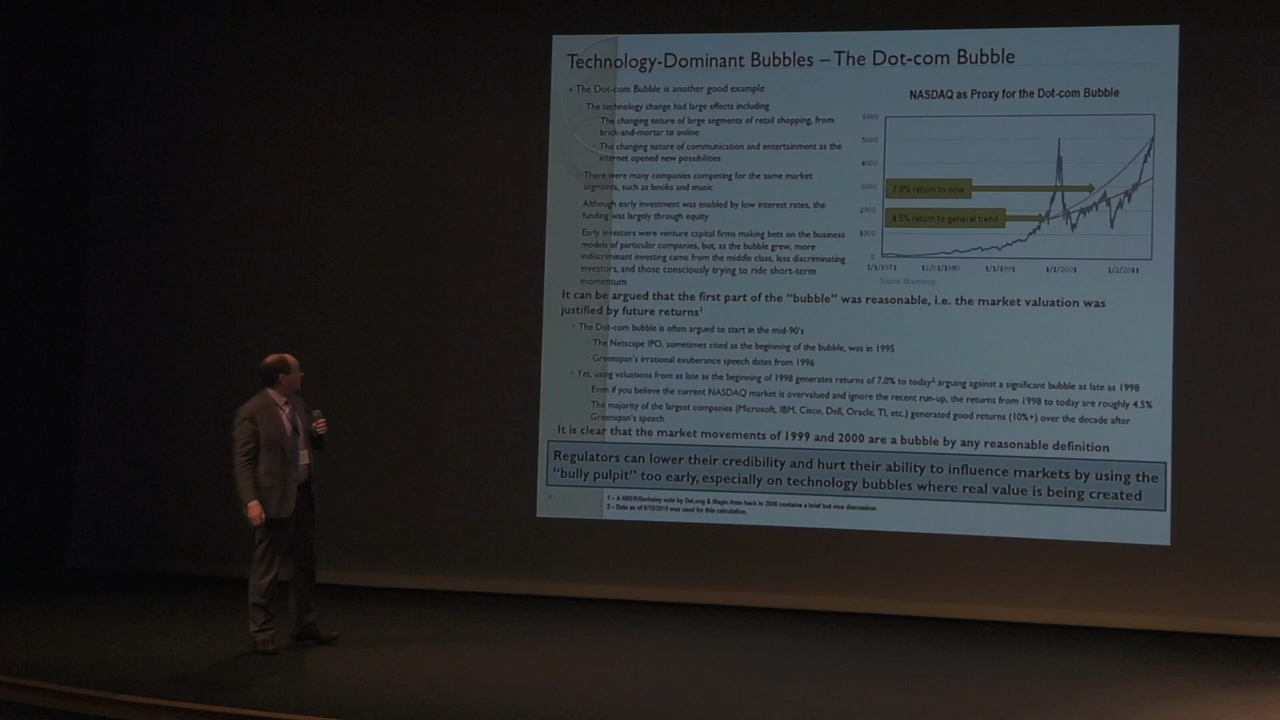 Technology-Dominant Bubbles – The Dot-com Bubble
• The Dot-com Bubble is another good example
The technology change had large effects including
The changing nature of large segments of retail shopping, from
brick-and-mortar to online
The changing nature of communication and entertainment as the
internet opened new possibilities
There were many companies competing for the same market
segments, such as books and music
Although early investment was enabled by low interest rates, the
funding was largely through equity
Early investors were venture capital firms making bets on the business
models of particular companies, but, as the bubble grew, more
indiscriminant investing came from the middle class, less discriminating
investors, and those consciously trying to ride short-term
momentum
NASDAQ as Proxy for the Dot-com Bubble
6000
5000
4000
3000
2000
1000
0
7.0% return to now
4.5% return to general trend
1/1/1971
12/31/1980
1/1/1991
1/1/2001
1/2/2011
Source: Bloomberg
It can be argued that the first part of the "bubble" was reasonable, i.e. the market valuation was
justified by future returns¹
The Dot-com bubble is often argued to start in the mid-90's
The Netscape IPO, sometimes cited as the beginning of the bubble, was in 1995
Greenspan's irrational exuberance speech dates from 1996
Yet, using valuations from as late as the beginning of 1998 generates returns of 7.0% to today² arguing against a significant bubble as late as 1998
Even if you believe the current NASDAQ market is overvalued and ignore the recent run-up, the returns from 1998 to today are roughly 4.5%
The majority of the largest companies (Microsoft, IBM, Cisco, Dell, Oracle, TI, etc.) generated good returns (10%+) over the decade after
Greenspan's speech
It is clear that the market movements of 1999 and 2000 are a bubble by any reasonable definition
Regulators can lower their credibility and hurt their ability to influence markets by using the
"bully pulpit" too early, especially on technology bubbles where real value is being created
1 – A NBER/Berkeley note by DeLong & Magin from back in 2006 contains a brief but nice discussion.
2 – Data as of 8/10/2015 was used for this calculation.